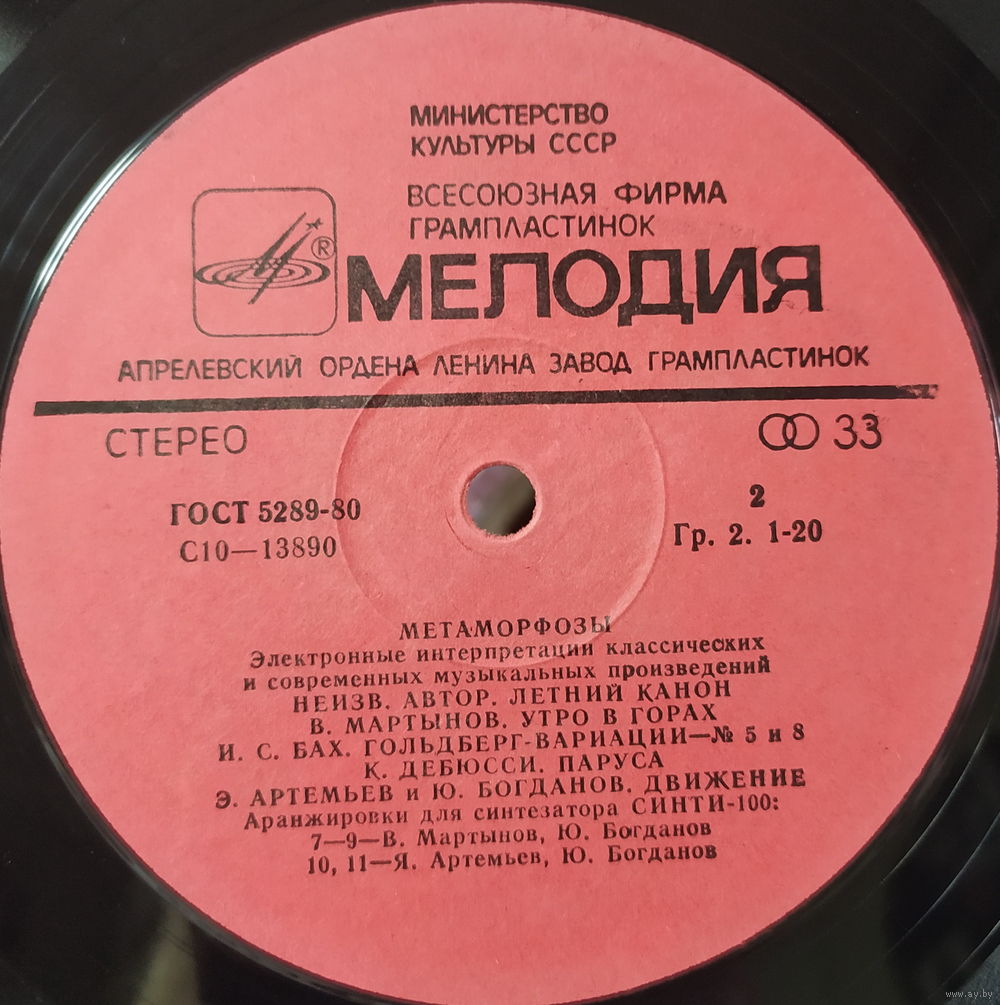 МИНИСТЕРСТВО
КУЛЬТУРЫ СССР
ВСЕСОЮЗНАЯ ФИРМА
ГРАМПЛАСТИНОК
®
МЕЛОДИЯ
АПРЕЛЕВСКИЙ ОРДЕНА ЛЕНИНА ЗАВОД ГРАМПЛАСТИНОК
СТЕРЕО
33
ГОСТ 5289-80
С10—13890
2
Гр. 2. 1-20
МЕТАМОРФОЗЫ
Электронные интерпретации классических
и современных музыкальных произведений
НЕИЗВ. АВТОР. ЛЕТНИЙ КАНОН
В. МАРТЫНОВ. УТРО В ГОРАХ
И. С. БАХ. ГОЛЬДБЕРГ-ВАРИАЦИИ—№ 5 и 8
К. ДЕБЮССИ. ПАРУСА
Э. АРТЕМЬЕВ и Ю. БОГДАНОВ. ДВИЖЕНИЕ
Аранжировки для синтезатора СИНТИ-100:
7—9—В. Мартынов, Ю. Богданов
10, 11—Я. Артемьев, Ю. Богданов
www.ay.by